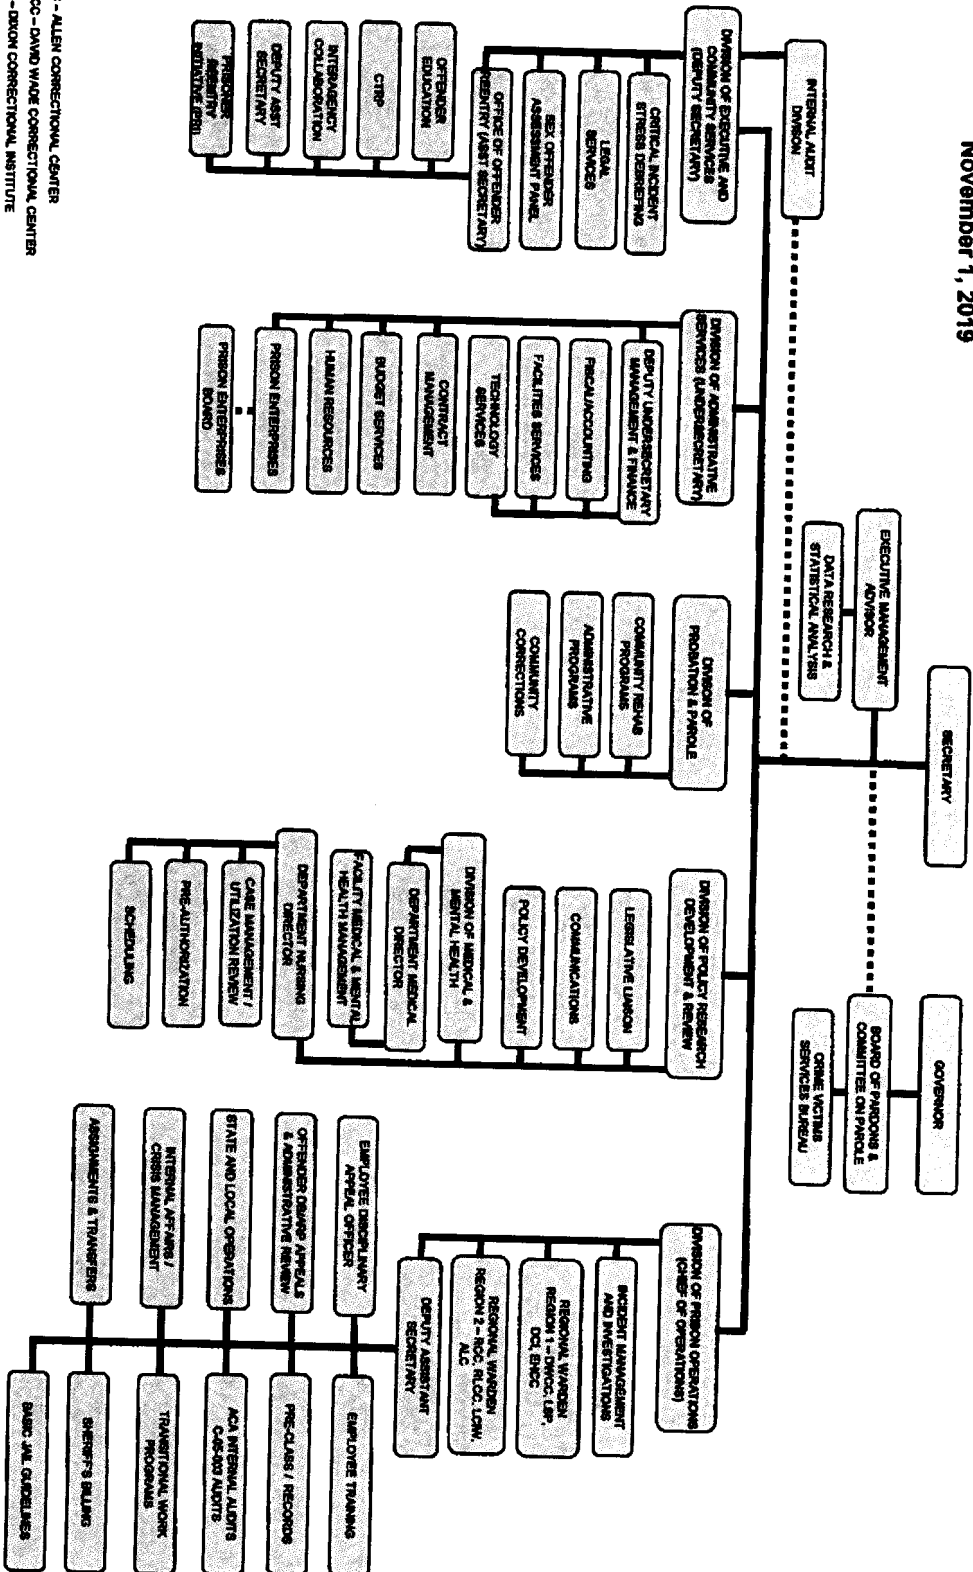 November 1, 2019
SECRETARY
GOVERNOR
EXECUTIVE MANAGEMENT
ADVISOR
DATA RESEARCH &
STATISTICAL ANALYSIS
BOARD OF PARDONS &
COMMITTEE ON PAROLE
CRIME VICTIMS
SERVICES BUREAU
INTERNAL AUDIT
DIVISON
DIVISION OF EXECUTIVE AND
COMMUNITY SERVICES
(DEPUTY SECRETARY)
CRITICAL INCIDENT
STRESS DEBRIEFING
LEGAL
SERVICES
SEX OFFENDER
ASSESSMENT PANEL
OFFICE OF OFFENDER
REENTRY (ASST SECRETARY)
OFFENDER
EDUCATION
CTRP
INTERAGENCY
COLLABORATION
DEPUTY ASST
SECRETARY
PRISONER
REENTRY
INITIATIVE (PRI)
DIVISION OF ADMINISTRATIVE
SERVICES (UNDERSECRETARY)
DEPUTY UNDERSECRETARY
MANAGEMENT & FINANCE
FISCAL/ACCOUNTING
FACILITIES SERVICES
TECHNOLOGY
SERVICES
CONTRACT
MANAGEMENT
BUDGET SERVICES
HUMAN RESOURCES
PRISON ENTERPRISES
PRISON ENTERPRISES
BOARD
DIVISION OF
PROBATION & PAROLE
COMMUNITY REHAB
PROGRAMS
ADMINISTRATIVE
PROGRAMS
COMMUNITY
CORRECTIONS
DIVISION OF POLICY RESEARCH
DEVELOPMENT & REVIEW
LEGISLATIVE LIAISON
COMMUNICATIONS
POLICY DEVELOPMENT
DIVISION OF MEDICAL &
MENTAL HEALTH
DEPARTMENT MEDICAL
DIRECTOR
FACILITY MEDICAL & MENTAL
HEALTH MANAGEMENT
DEPARTMENT NURSING
DIRECTOR
CASE MANAGEMENT /
UTILIZATION REVIEW
PRE-AUTHORIZATION
SCHEDULING
DIVISION OF PRISON OPERATIONS
(CHIEF OF OPERATIONS)
INCIDENT MANAGEMENT
AND INVESTIGATIONS
REGIONAL WARDEN
REGION 1 – DWCC, LSP,
DCI, EHCC
REGIONAL WARDEN
REGION 2 – RCC, RLCC, LCIW,
ALC
DEPUTY ASSISTANT
SECRETARY
EMPLOYEE DISCIPLINARY
APPEAL OFFICER
EMPLOYEE TRAINING
OFFENDER DB/ARP APPEALS
& ADMINISTRATIVE REVIEW
PRE-CLASS / RECORDS
STATE AND LOCAL OPERATIONS
ACA INTERNAL AUDITS
C-05-003 AUDITS
INTERNAL AFFAIRS /
CRISIS MANAGEMENT
TRANSITIONAL WORK
PROGRAMS
ASSIGNMENTS & TRANSFERS
SHERIFF'S BILLING
BASIC JAIL GUIDELINES
– ALLEN CORRECTIONAL CENTER
CC – DAVID WADE CORRECTIONAL CENTER
– DIXON CORRECTIONAL INSTITUTE